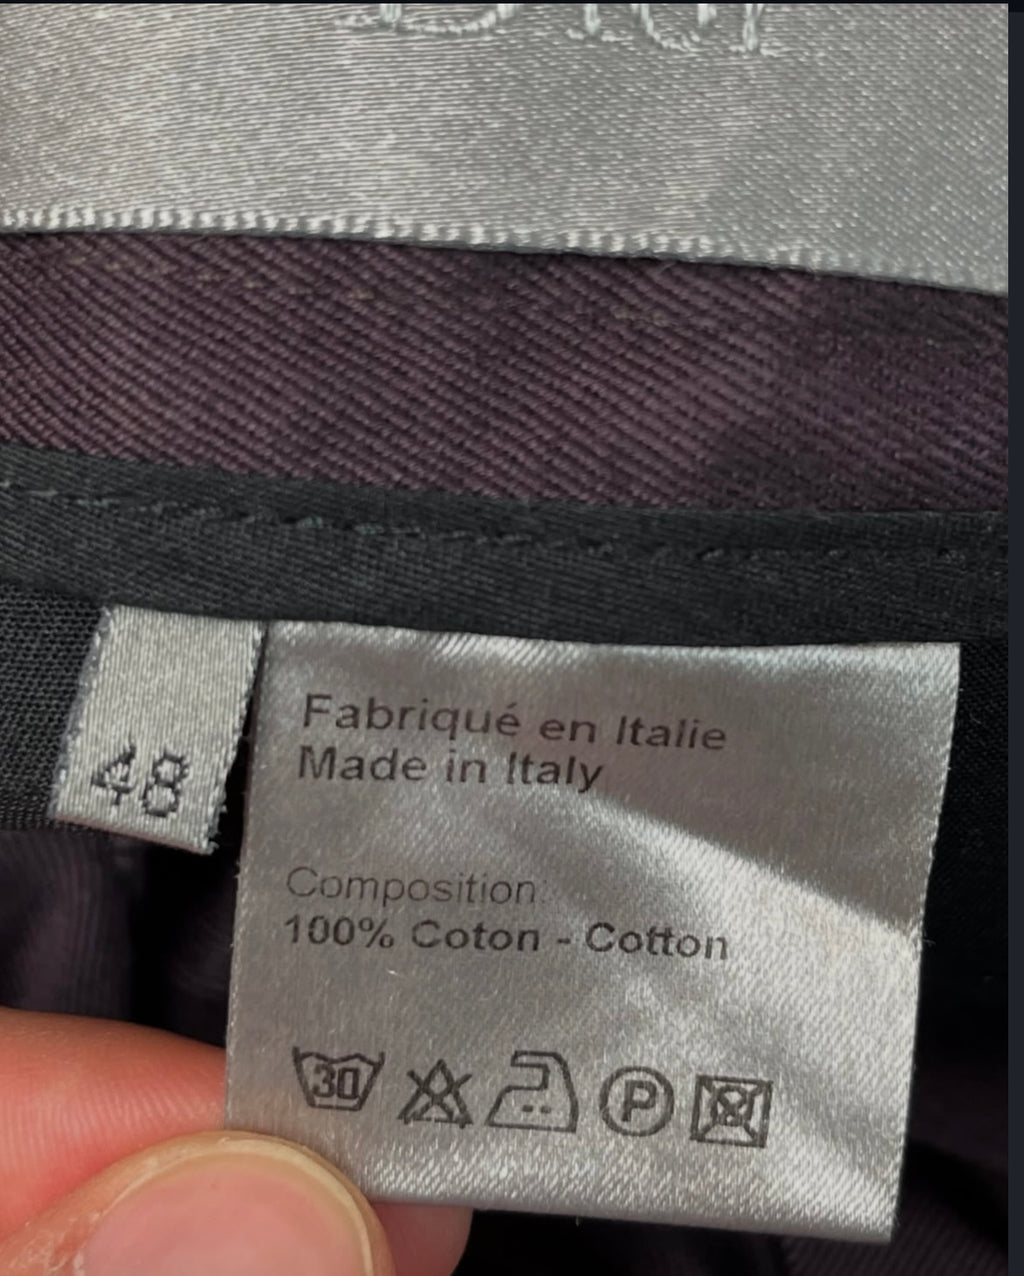 48
Fabriqué en Italie
Made in Italy
Composition
100% Coton - Cotton
30
P